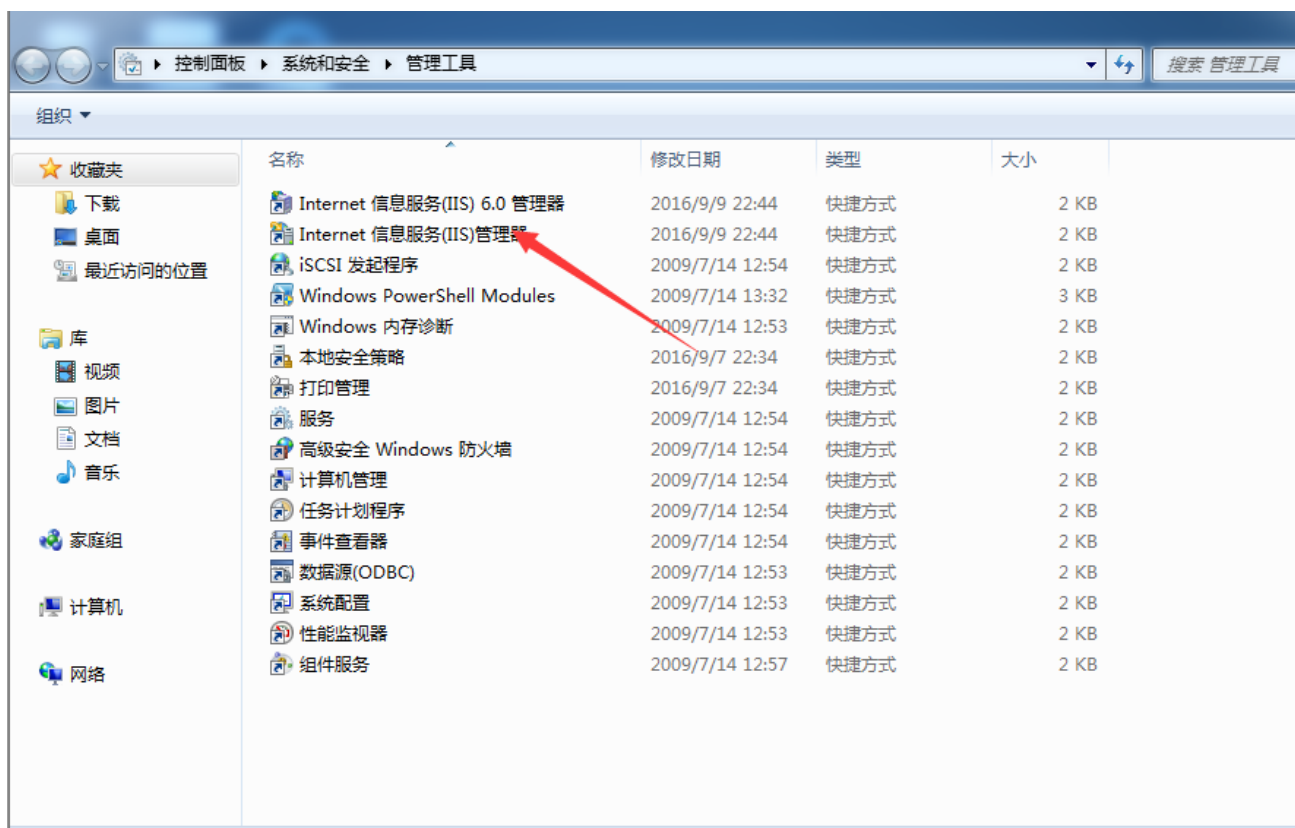 控制面板 系统和安全 管理工具 搜索 管理工具
组织
收藏夹
下载
桌面
最近访问的位置
库
视频
图片
文档
音乐
家庭组
计算机
网络
名称 修改日期 类型 大小
Internet 信息服务(IIS) 6.0 管理器 2016/9/9 22:44 快捷方式 2 KB
Internet 信息服务(IIS)管理器 2016/9/9 22:44 快捷方式 2 KB
iSCSI 发起程序 2009/7/14 12:54 快捷方式 2 KB
Windows PowerShell Modules 2009/7/14 13:32 快捷方式 3 KB
Windows 内存诊断 2009/7/14 12:53 快捷方式 2 KB
本地安全策略 2016/9/7 22:34 快捷方式 2 KB
打印管理 2016/9/7 22:34 快捷方式 2 KB
服务 2009/7/14 12:54 快捷方式 2 KB
高级安全 Windows 防火墙 2009/7/14 12:54 快捷方式 2 KB
计算机管理 2009/7/14 12:54 快捷方式 2 KB
任务计划程序 2009/7/14 12:54 快捷方式 2 KB
事件查看器 2009/7/14 12:54 快捷方式 2 KB
数据源(ODBC) 2009/7/14 12:53 快捷方式 2 KB
系统配置 2009/7/14 12:53 快捷方式 2 KB
性能监视器 2009/7/14 12:53 快捷方式 2 KB
组件服务 2009/7/14 12:57 快捷方式 2 KB